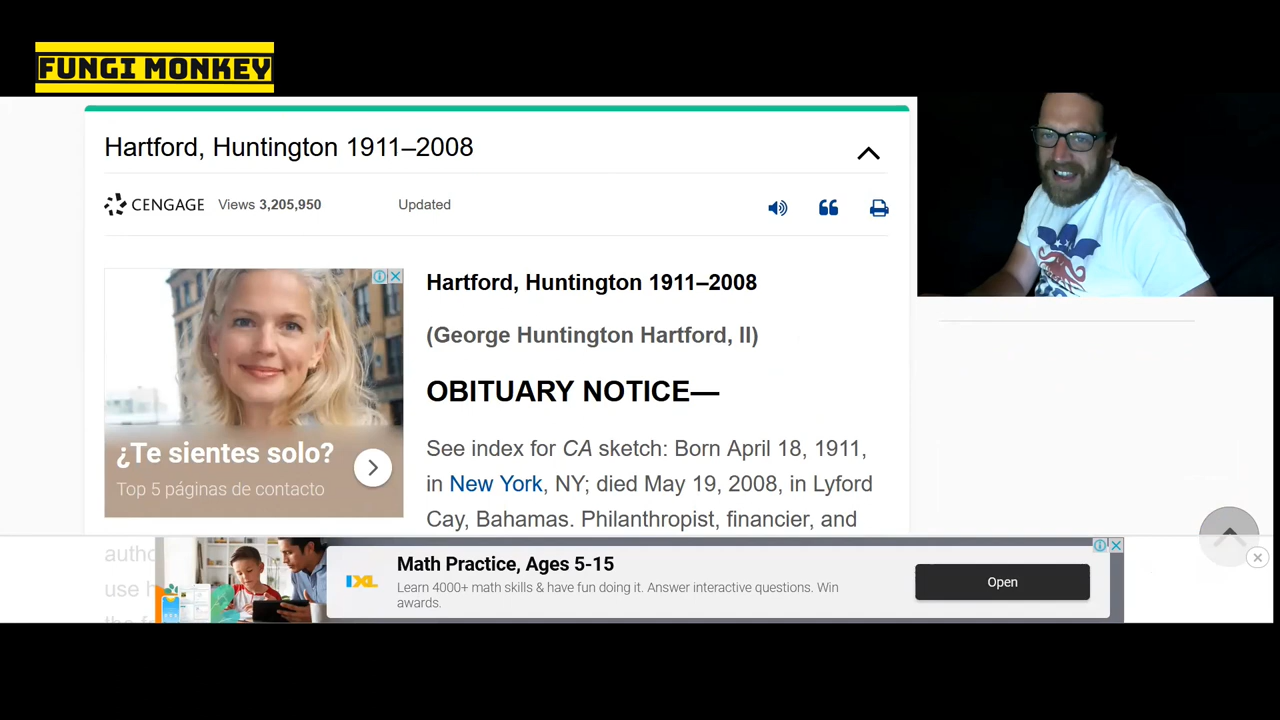 FUNGI MONKEY
Hartford, Huntington 1911–2008
CENGAGE Views 3,205,950 Updated
Hartford, Huntington 1911–2008
(George Huntington Hartford, II)
OBITUARY NOTICE—
See index for CA sketch: Born April 18, 1911,
in New York, NY; died May 19, 2008, in Lyford
Cay, Bahamas. Philanthropist, financier, and
¿Te sientes solo?
Top 5 páginas de contacto
autho
use h
Math Practice, Ages 5-15
IXL
Learn 4000+ math skills & have fun doing it. Answer interactive questions. Win
awards.
Open